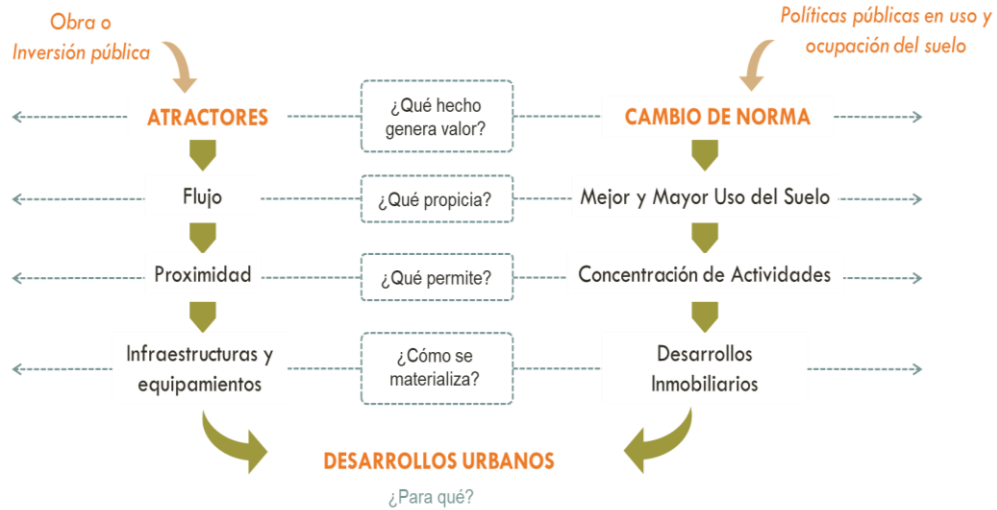 Obra o
Inversión pública
Políticas públicas en uso y
ocupación del suelo
ATRACTORES
¿Qué hecho
genera valor?
CAMBIO DE NORMA
Flujo
¿Qué propicia?
Mejor y Mayor Uso del Suelo
Proximidad
¿Qué permite?
Concentración de Actividades
Infraestructuras y
equipamientos
¿Cómo se
materializa?
Desarrollos
Inmobiliarios
DESARROLLOS URBANOS
¿Para qué?